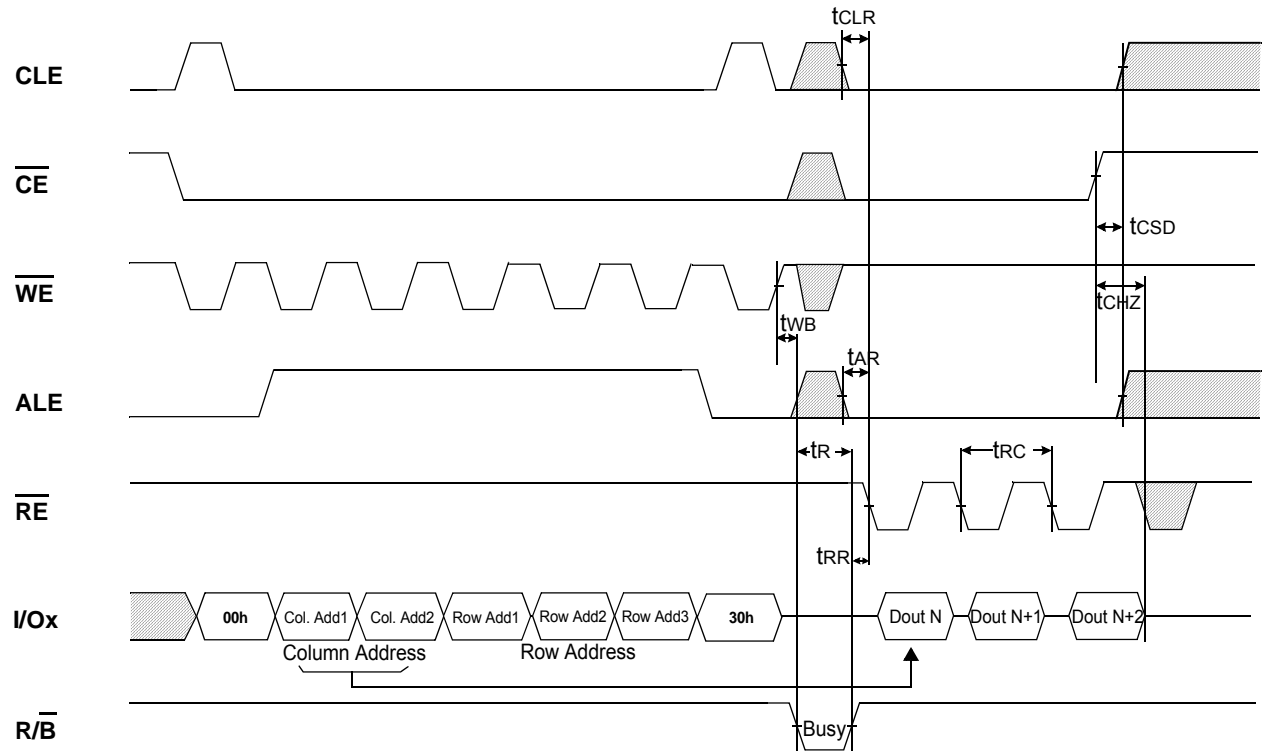 tCLR
CLE
CE
tCSD
WE
tCHZ
tWB
tAR
ALE
tR
tRC
RE
tRR
I/Ox
00h Col. Add1 Col. Add2 Row Add1 Row Add2 Row Add3 30h Dout N Dout N+1 Dout N+2
Column Address Row Address
R/B
Busy